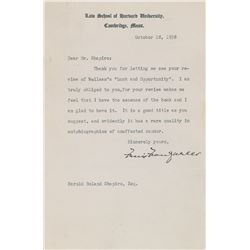 Law School of Harvard University,
Cambridge, Mass.
October 18, 1938
Dear Mr. Shapiro:
Thank you for letting me see your re-
view of Wallace's "Luck and Opportunity". I am
truly obliged to you, for your review makes me
feel that I have the essence of the book and I am
so glad to have it. It is a good title as you
suggest, and evidently it has a rare quality in
autobiographies of unaffected candor.
Sincerely yours,
Harold Roland Shapiro, Esq.